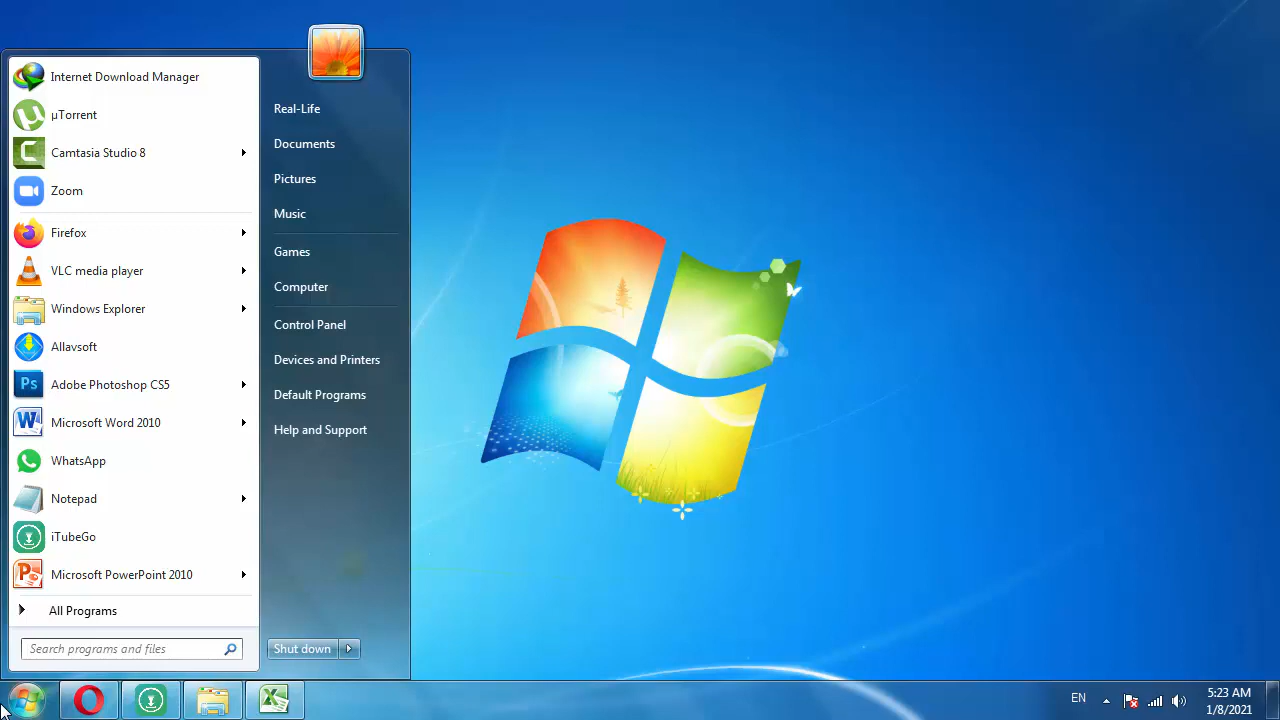 Internet Download Manager
µTorrent
Camtasia Studio 8
Zoom
Firefox
VLC media player
Windows Explorer
Allavsoft
Ps
Adobe Photoshop CS5
Microsoft Word 2010
WhatsApp
Notepad
iTubeGo
Microsoft PowerPoint 2010
All Programs
Search programs and files
Real-Life
Documents
Pictures
Music
Games
Computer
Control Panel
Devices and Printers
Default Programs
Help and Support
Shut down
EN
5:23 AM
1/8/2021